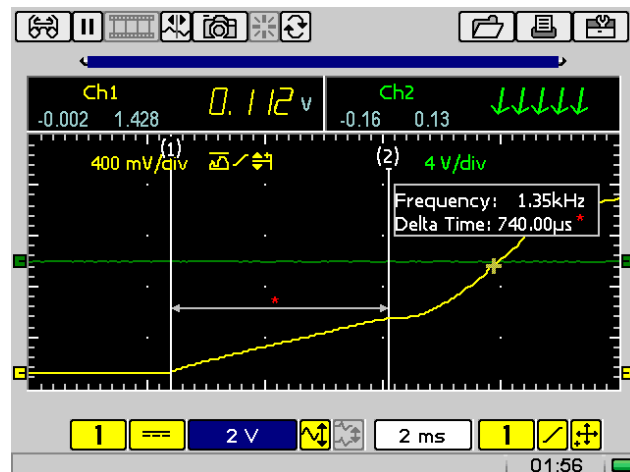 Ch1
0.112 V
-0.002 1.428
Ch2
-0.16 0.13
(1)
(2)
400 mV/div
4 V/div
Frequency: 1.35kHz
Delta Time: 740.00µs*
*
1
2 V
2 ms
1
01:56